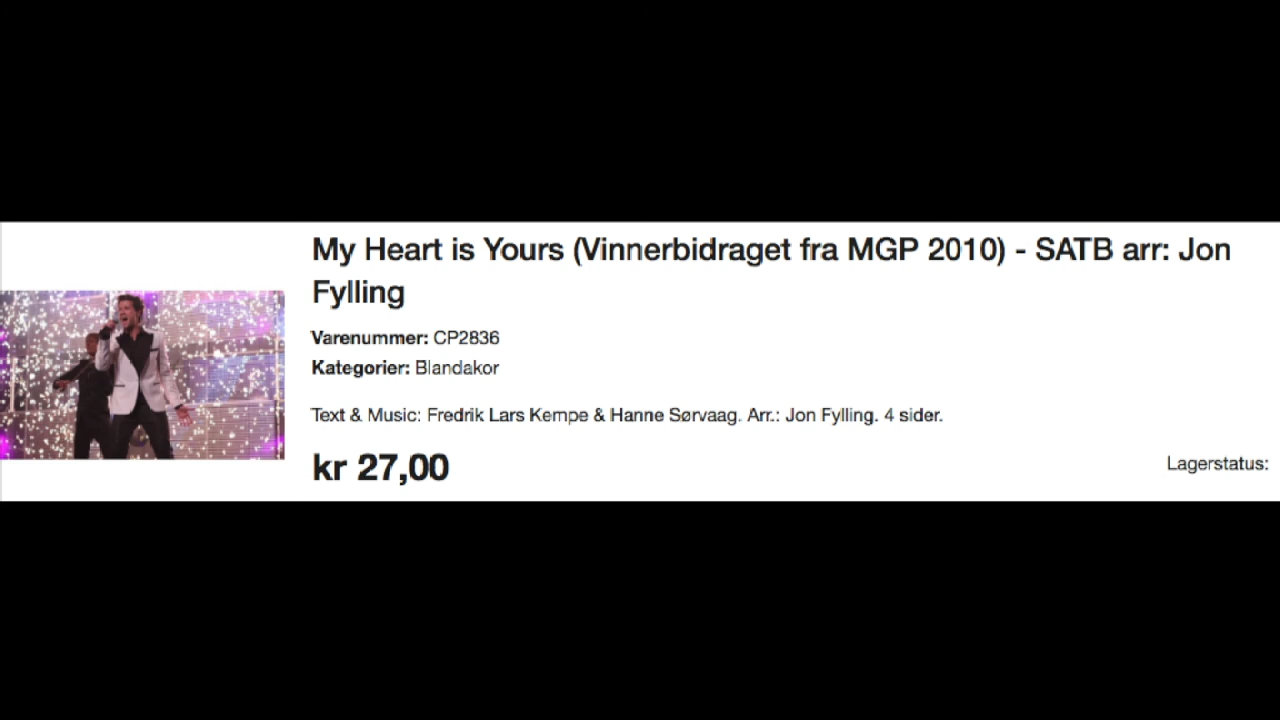 My Heart is Yours (Vinnerbidraget fra MGP 2010) - SATB arr: Jon
Fylling
Varenummer: CP2836
Kategorier: Blandakor
Text & Music: Fredrik Lars Kempe & Hanne Sørvaag. Arr.: Jon Fylling. 4 sider.
kr 27,00
Lagerstatus: